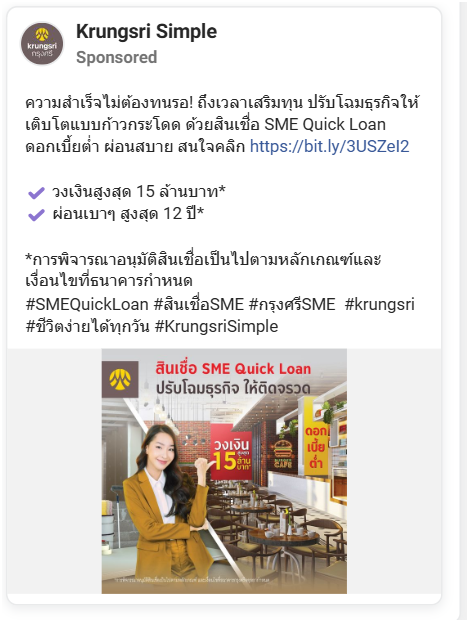 Krungsri Simple
Sponsored
krungsri
กรุงศรี
ความสำเร็จไม่ต้องทนรอ! ถึงเวลาเสริมทุน ปรับโฉมธุรกิจให้
เติบโตแบบก้าวกระโดด ด้วยสินเชื่อ SME Quick Loan
ดอกเบี้ยต่ำ ผ่อนสบาย สนใจคลิก https://bit.ly/3USZeI2
วงเงินสูงสุด 15 ล้านบาท*
ผ่อนเบาๆ สูงสุด 12 ปี*
*การพิจารณาอนุมัติสินเชื่อเป็นไปตามหลักเกณฑ์และ
เงื่อนไขที่ธนาคารกำหนด
#SMEQuickLoan #สินเชื่อSME #กรุงศรีSME #krungsri
#ชีวิตง่ายได้ทุกวัน #KrungsriSimple
สินเชื่อ SME Quick Loan
ปรับโฉมธุรกิจ ให้ติดจรวด
วงเงิน
สูงสุด
15 ล้าน
บาท*
ดอก
เบี้ย
ต่ำ